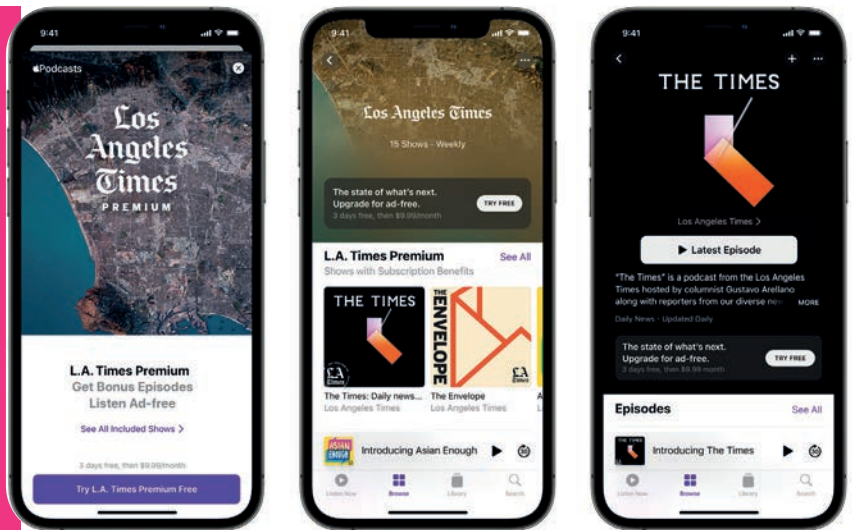 9:41
Podcasts
Los
Angeles
Times
PREMIUM
L.A. Times Premium
Get Bonus Episodes
Listen Ad-free
See All Included Shows >
3 days free, then $9.99/month
Try L.A. Times Premium Free
9:41
Los Angeles Times
15 Shows - Weekly
The state of what's next.
Upgrade for ad-free.
3 days free, then $9.99/month
TRY FREE
L.A. Times Premium
See All
Shows with Subscription Benefits
THE TIMES
L.A.
Times
THE ENVELOPE
L.A.
Times
The Times: Daily news...
Los Angeles Times
The Envelope
Los Angeles Times
A
L
ASIAN
ENOUGH
Introducing Asian Enough
30
Listen Now
Browse
Library
Search
9:41
THE TIMES
Los Angeles Times >
Latest Episode
"The Times" is a podcast from the Los Angeles
Times hosted by columnist Gustavo Arellano
along with reporters from our diverse new
MORE
Daily News - Updated Daily
The state of what's next.
Upgrade for ad-free.
3 days free, then $9.99 month
TRY FREE
Episodes
See All
THE TIMES
Introducing The Times
30
Listen Now
Browse
Library
Search